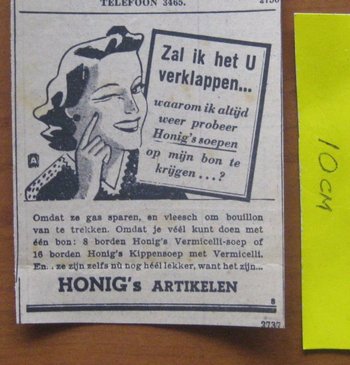 TELEFOON 3465.
Zal ik het U
verklappen...
waarom ik altijd
weer probeer
Honig's soepen
op mijn bon te
krijgen...?
A
Omdat ze gas sparen, en vleesch om bouillon
van te trekken. Omdat je véél kunt doen met
één bon: 8 borden Honig's Vermicelli-soep of
16 borden Honig's Kippensoep met Vermicelli.
En.. ze zijn zelfs nù nog héél lekker, want het zijn...
HONIG's ARTIKELEN
8
10CM